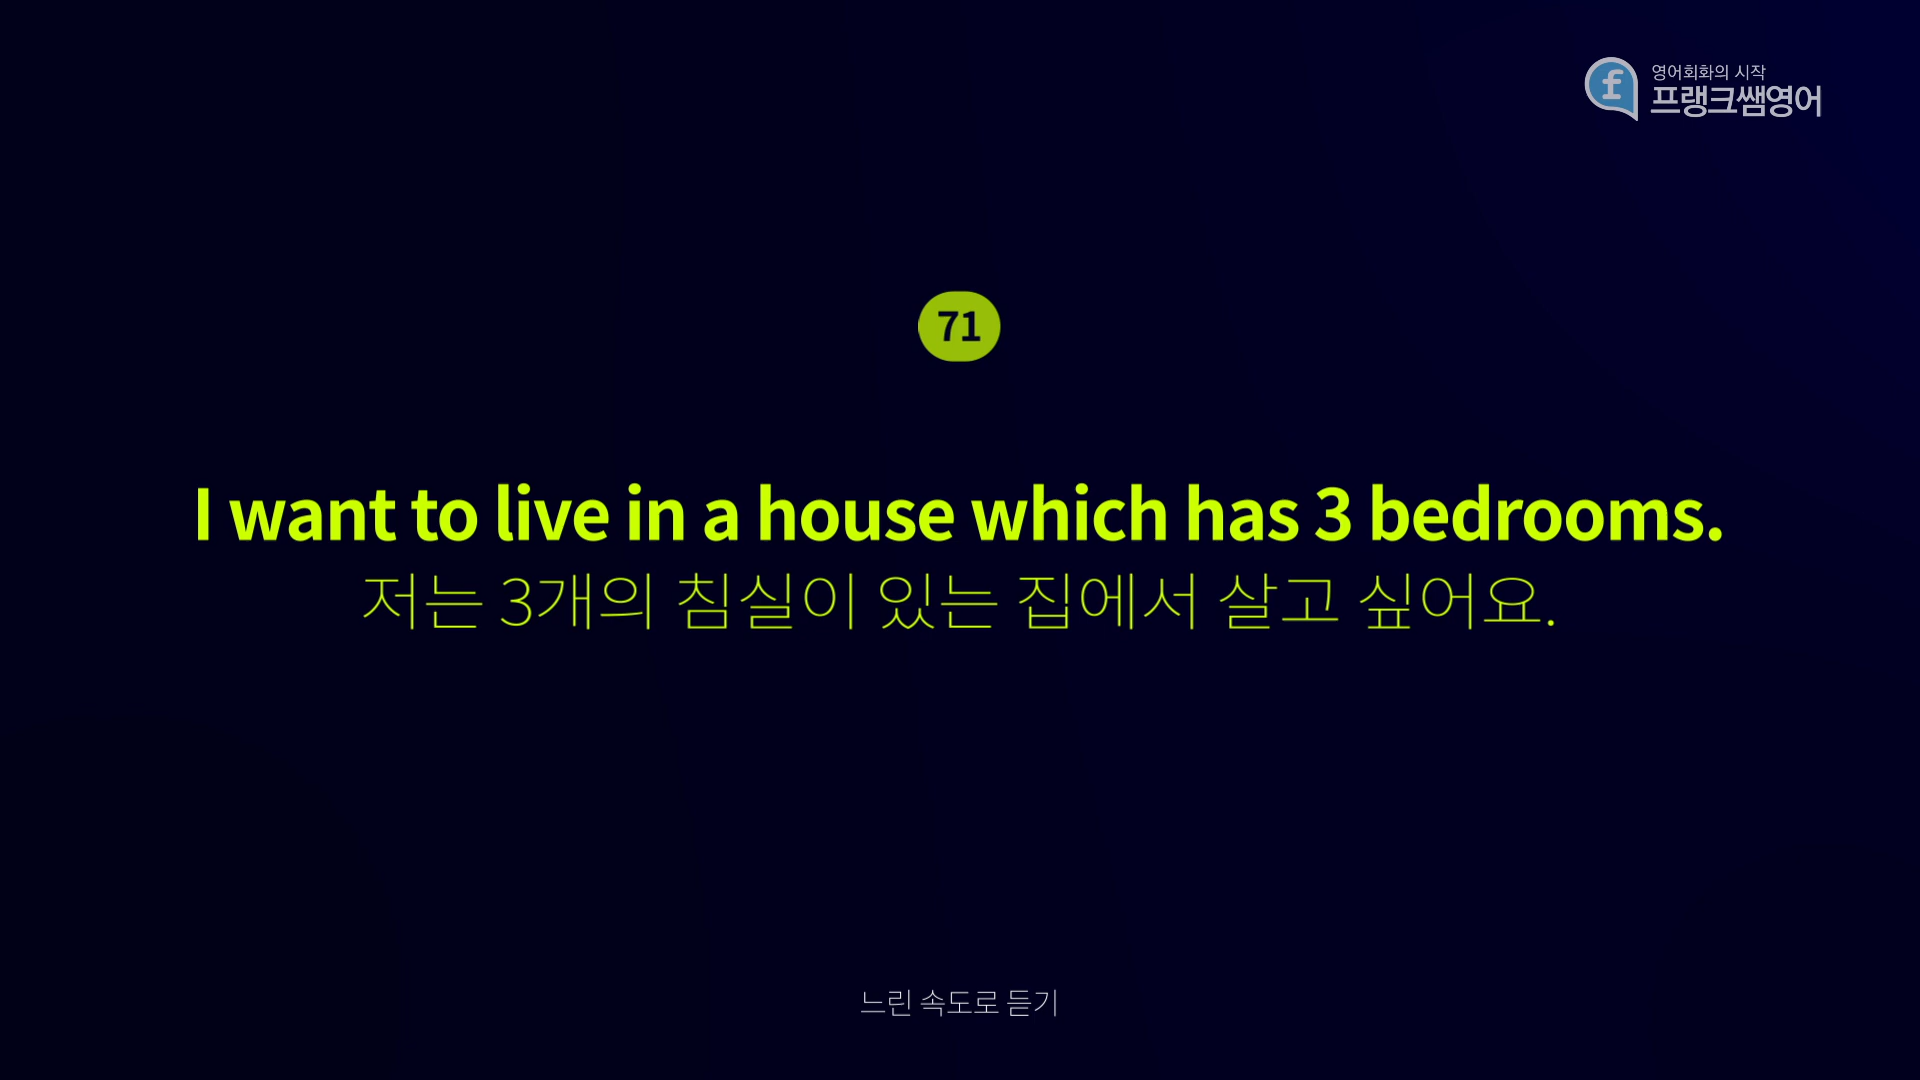 영어회화의 시작
프랭크쌤영어
71
I want to live in a house which has 3 bedrooms.
저는 3개의 침실이 있는 집에서 살고 싶어요.
느린 속도로 듣기